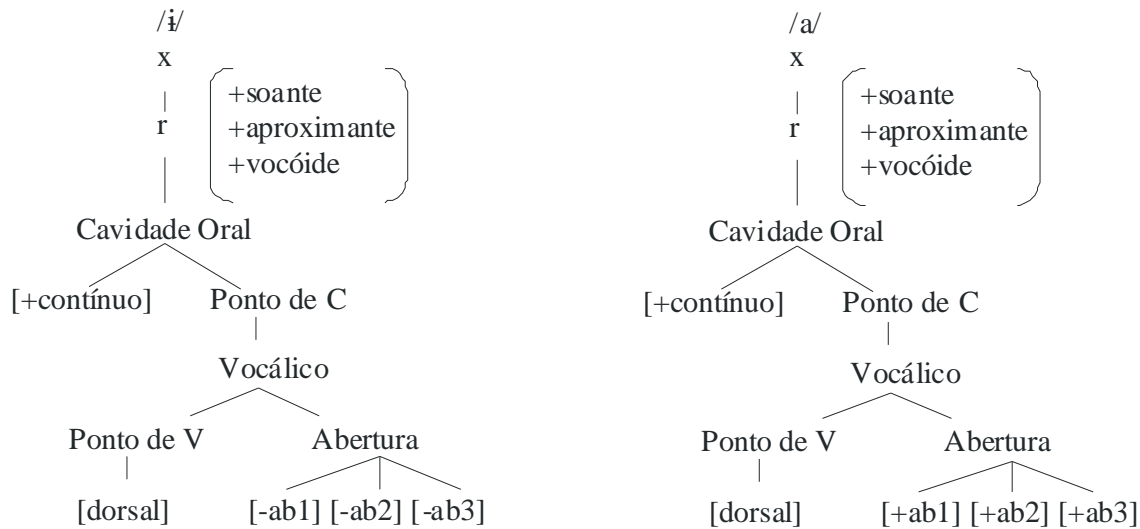 /ɨ/ /a/
x x
+soante +soante
r +aproximante r +aproximante
+vocóide +vocóide
Cavidade Oral Cavidade Oral
[+contínuo] Ponto de C [+contínuo] Ponto de C
Vocálico Vocálico
Ponto de V Abertura Ponto de V Abertura
[dorsal] [-ab1] [-ab2] [-ab3] [dorsal] [+ab1] [+ab2] [+ab3]